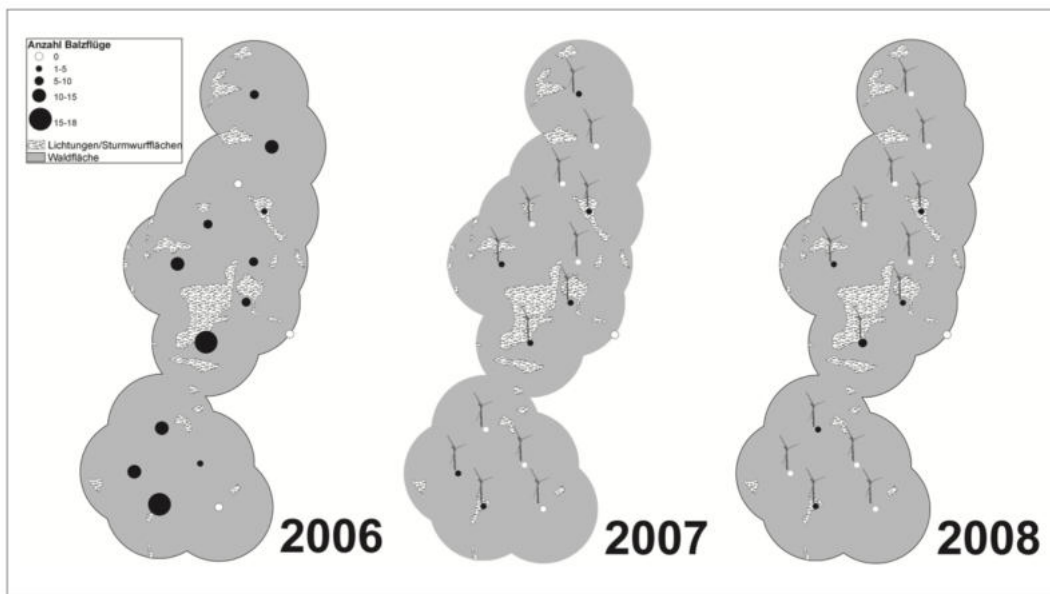 Anzahl Balzflüge
0
1-5
5-10
10-15
15-18
Lichtungen/Sturmwurfflächen
Waldfläche
2006
2007
2008